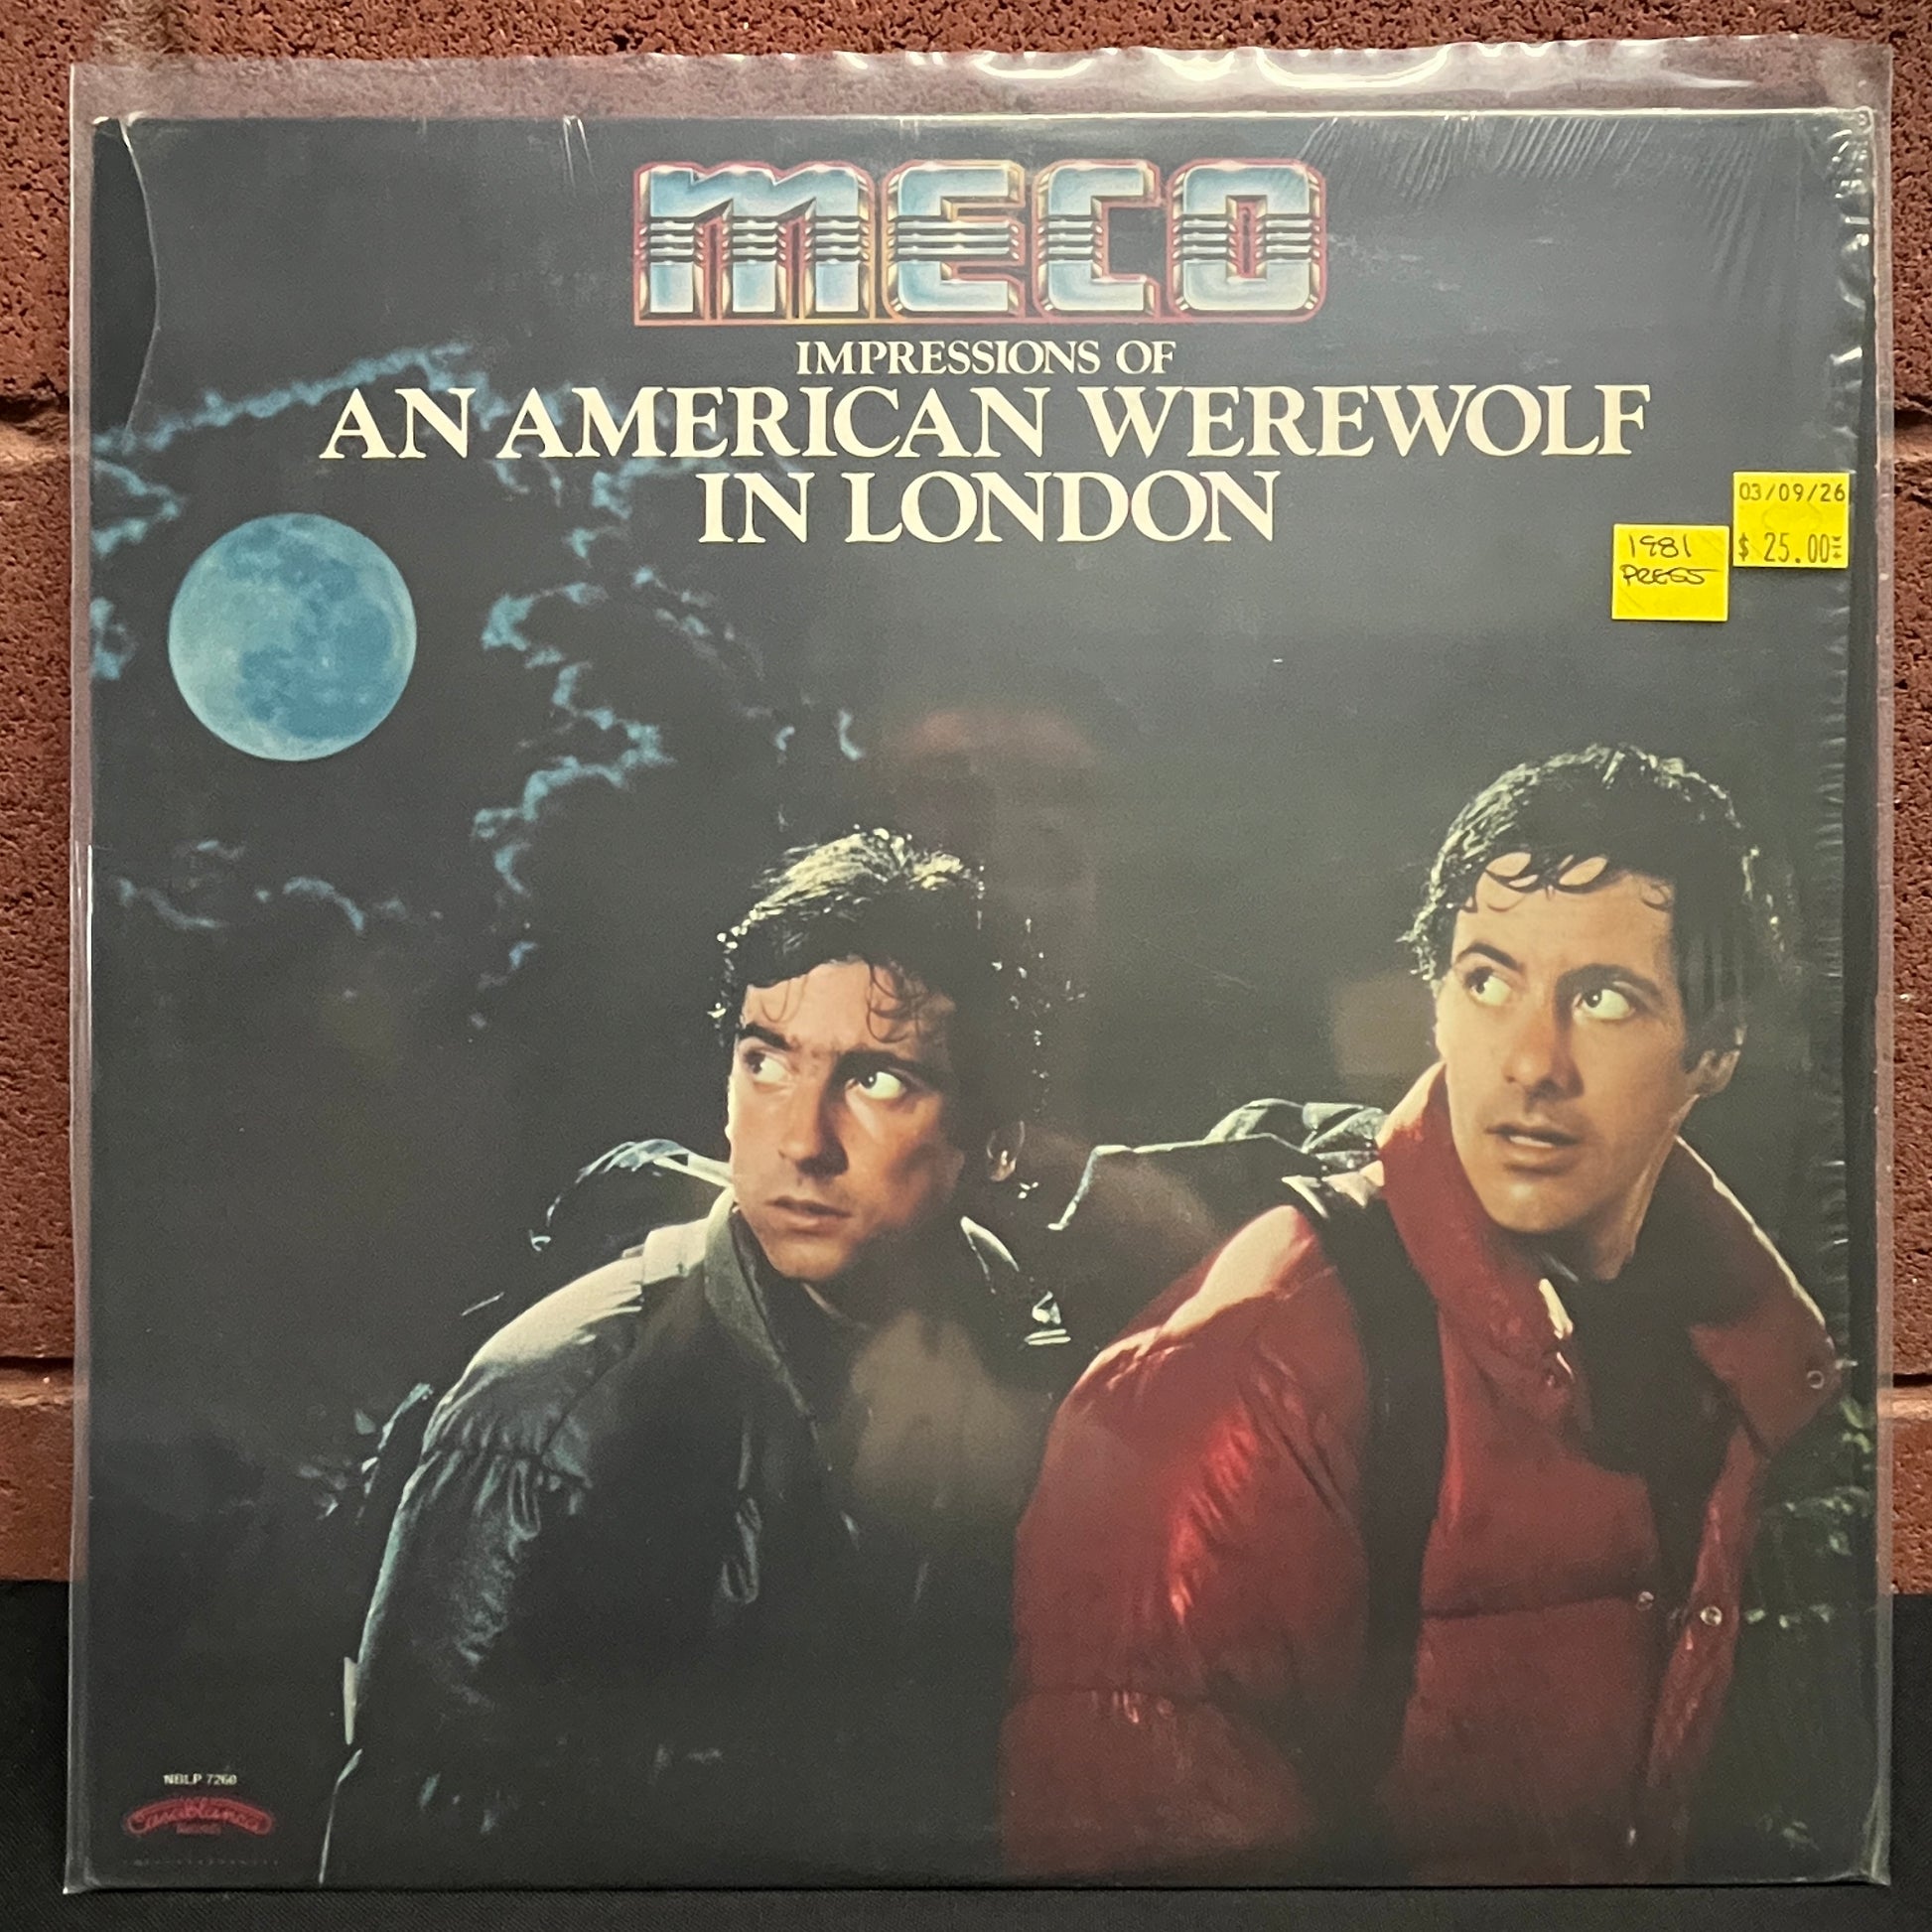 MECO
IMPRESSIONS OF
AN AMERICAN WEREWOLF
IN LONDON
03/09/26
$ 25.00
1981
PRESS
NBLP 7260
Casablanca